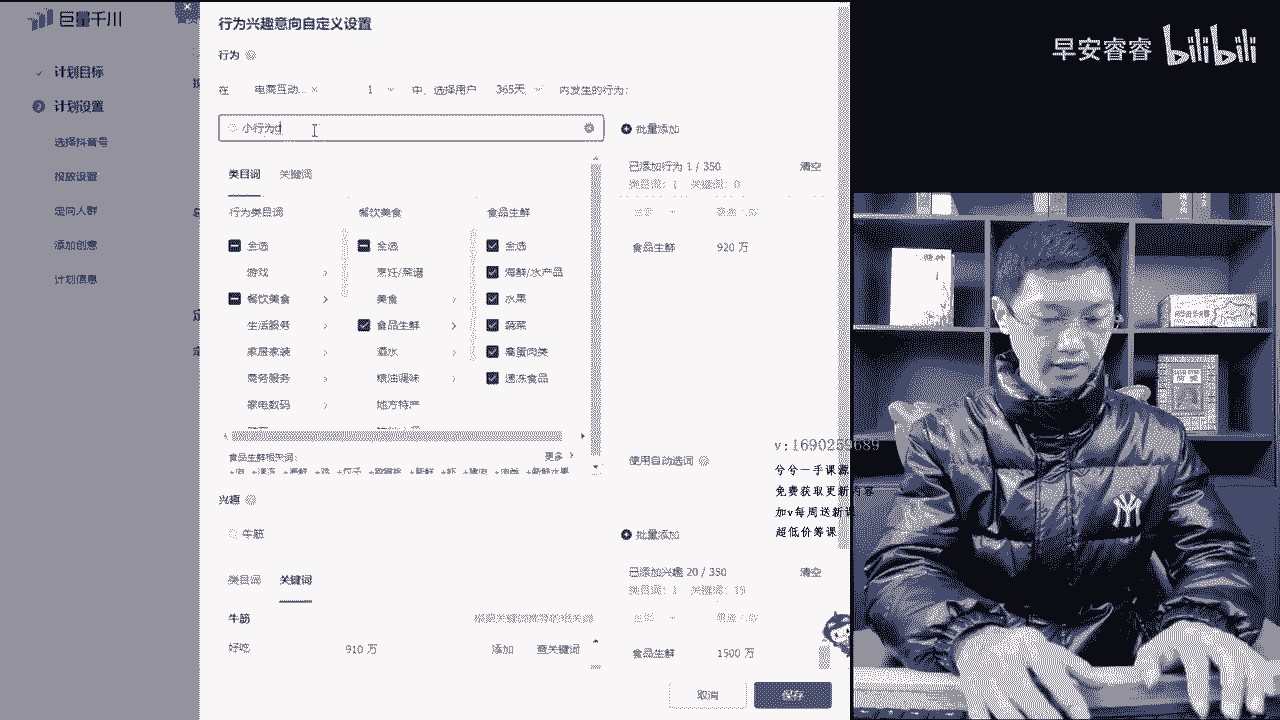 巨量千川
计划目标
2 计划设置
选择抖音号
投放设置
定向人群
添加创意
计划信息
行为兴趣意向自定义设置
行为
在 电商互动... × 1 中，选择用户 365天 内发生的行为：
小行为d
批量添加
类目词 关键词
已添加行为 1 / 350 清空
类目词：1 关键词：0
行为类目词 餐饮美食 食品生鲜
全选 全选 全选
游戏 烹饪/菜谱 海鲜/水产品
餐饮美食 美食 水果
生活服务 食品生鲜 蔬菜
家居家装 酒水 禽蛋肉类
商务服务 粮油调味 速冻食品
家电数码 地方特产
食品生鲜 920 万
食品生鲜相关词： 更多
使用自动选词
兴趣
牛筋
批量添加
类目词 关键词
已添加兴趣 20 / 350 清空
类目词：1 关键词：19
牛筋
好吃 910 万 添加 查关键词
食品生鲜 1500 万
取消 保存
早安睿睿 bilibili
v:1690259689
兮兮一手课源
免费获取更新内容
加v每周送新课
超低价筹课